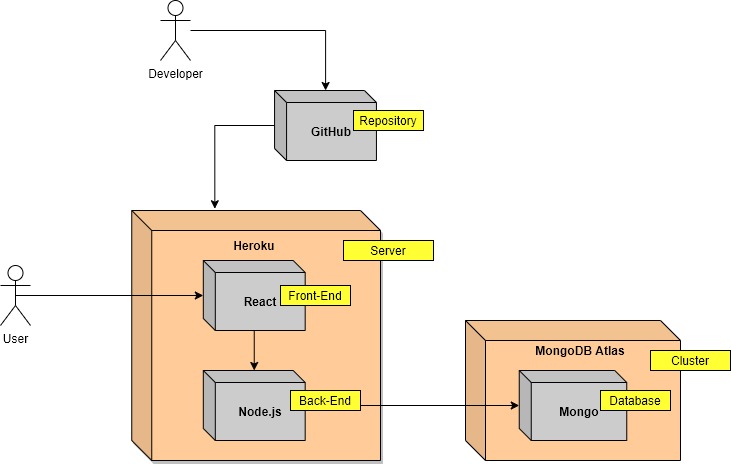 Developer
GitHub
Repository
Heroku
Server
User
React
Front-End
Node.js
Back-End
MongoDB Atlas
Cluster
Mongo
Database